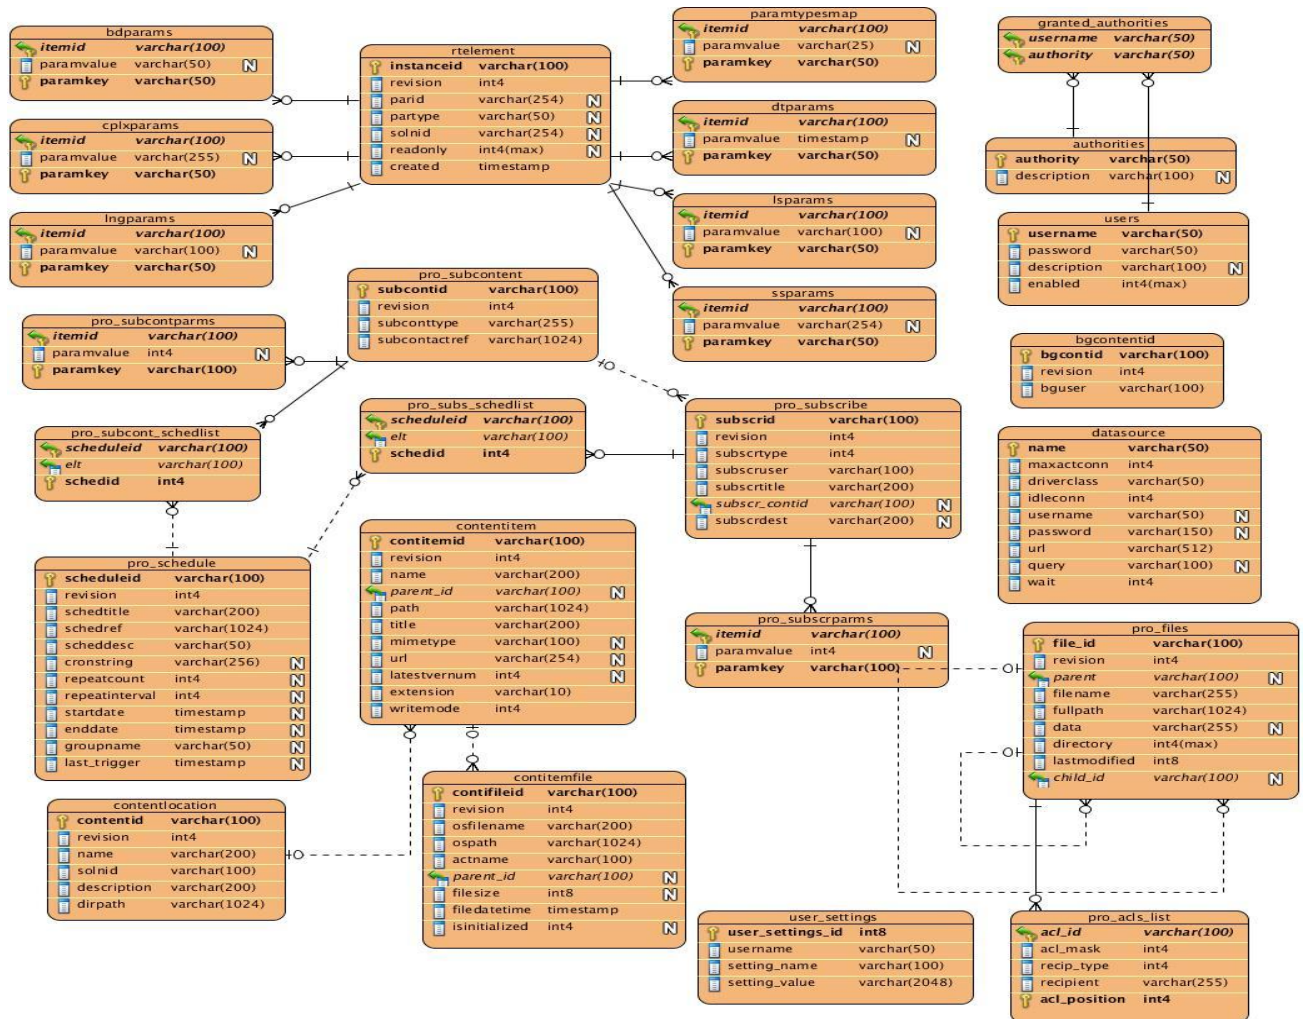 bdparams
itemid varchar(100)
paramvalue varchar(50) N
paramkey varchar(50)
cplxparams
itemid varchar(100)
paramvalue varchar(255) N
paramkey varchar(50)
lngparams
itemid varchar(100)
paramvalue varchar(100) N
paramkey varchar(50)
rtelement
instanceid varchar(100)
revision int4
parid varchar(254) N
partype varchar(50) N
solnid varchar(254) N
readonly int4(max) N
created timestamp
paramtypesmap
itemid varchar(100)
paramvalue varchar(25) N
paramkey varchar(50)
dtparams
itemid varchar(100)
paramvalue timestamp N
paramkey varchar(50)
lsparams
itemid varchar(100)
paramvalue varchar(100) N
paramkey varchar(50)
ssparams
itemid varchar(100)
paramvalue varchar(254) N
paramkey varchar(50)
granted_authorities
username varchar(50)
authority varchar(50)
authorities
authority varchar(50)
description varchar(100) N
users
username varchar(50)
password varchar(50)
description varchar(100) N
enabled int4(max)
pro_subcontent
subcontid varchar(100)
revision int4
subconttype varchar(255)
subcontactref varchar(1024)
pro_subcontparms
itemid varchar(100)
paramvalue int4 N
paramkey varchar(100)
bgcontentid
bgcontid varchar(100)
revision int4
bguser varchar(100)
pro_subcont_schedlist
scheduleid varchar(100)
elt varchar(100)
schedid int4
pro_subs_schedlist
scheduleid varchar(100)
elt varchar(100)
schedid int4
pro_subscribe
subscrid varchar(100)
revision int4
subscrtype int4
subscruser varchar(100)
subscrtitle varchar(200)
subscr_contid varchar(100) N
subscrdest varchar(200) N
datasource
name varchar(50)
maxactconn int4
driverclass varchar(50)
idleconn int4
username varchar(50) N
password varchar(150) N
url varchar(512)
query varchar(100) N
wait int4
pro_schedule
scheduleid varchar(100)
revision int4
schedtitle varchar(200)
schedref varchar(1024)
scheddesc varchar(50)
cronstring varchar(256) N
repeatcount int4 N
repeatinterval int4 N
startdate timestamp N
enddate timestamp N
groupname varchar(50) N
last_trigger timestamp N
contentitem
contitemid varchar(100)
revision int4
name varchar(200)
parent_id varchar(100) N
path varchar(1024)
title varchar(200)
mimetype varchar(100) N
url varchar(254) N
latestvernum int4 N
extension varchar(10)
writemode int4
pro_subscrparms
itemid varchar(100)
paramvalue int4 N
paramkey varchar(100)
pro_files
file_id varchar(100)
revision int4
parent varchar(100) N
filename varchar(255)
fullpath varchar(1024)
data varchar(255) N
directory int4(max)
lastmodified int8
child_id varchar(100) N
contentlocation
contentid varchar(100)
revision int4
name varchar(200)
solnid varchar(100)
description varchar(200)
dirpath varchar(1024)
contitemfile
contifileid varchar(100)
revision int4
osfilename varchar(200)
ospath varchar(1024)
actname varchar(100)
parent_id varchar(100) N
filesize int8 N
filedatetime timestamp
isinitialized int4 N
user_settings
user_settings_id int8
username varchar(50)
setting_name varchar(100)
setting_value varchar(2048)
pro_acls_list
acl_id varchar(100)
acl_mask int4
recip_type int4
recipient varchar(255)
acl_position int4